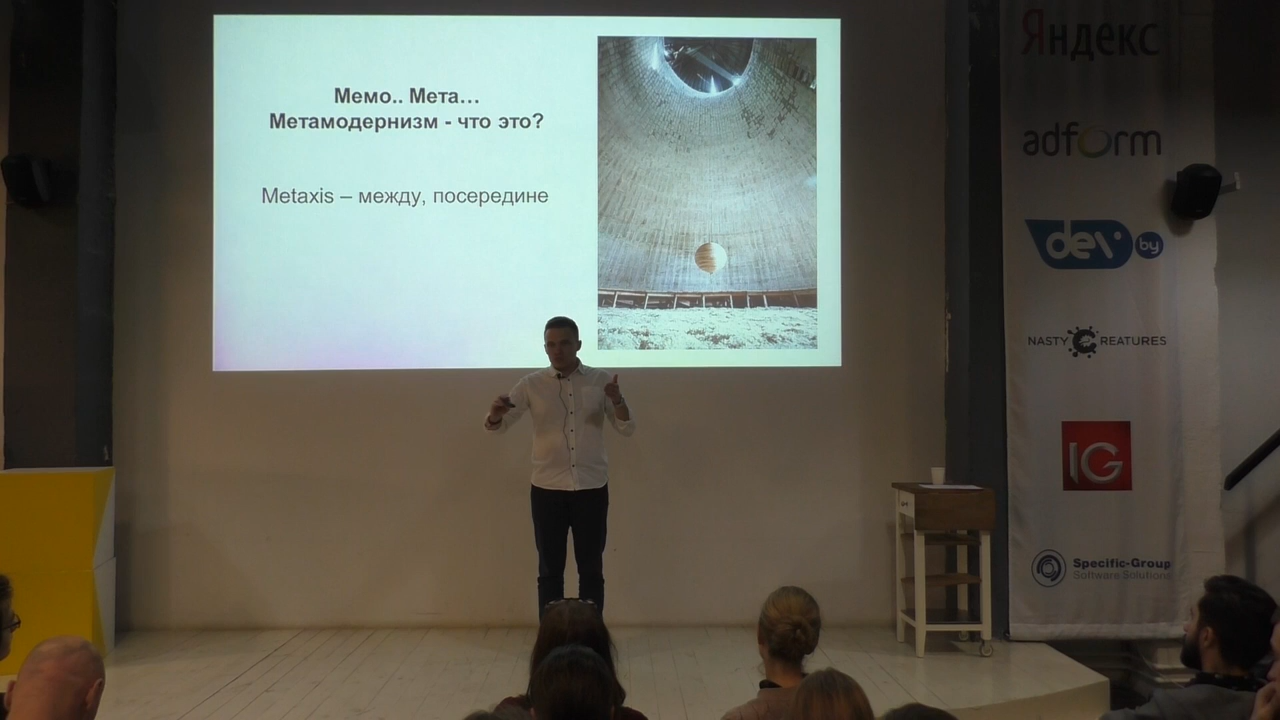 Мемо.. Мета…
Метамодернизм - что это?
Metaxis – между, посередине
Яндекс
adform
dev by
NASTY CREATURES
IG
Specific-Group
Software Solutions